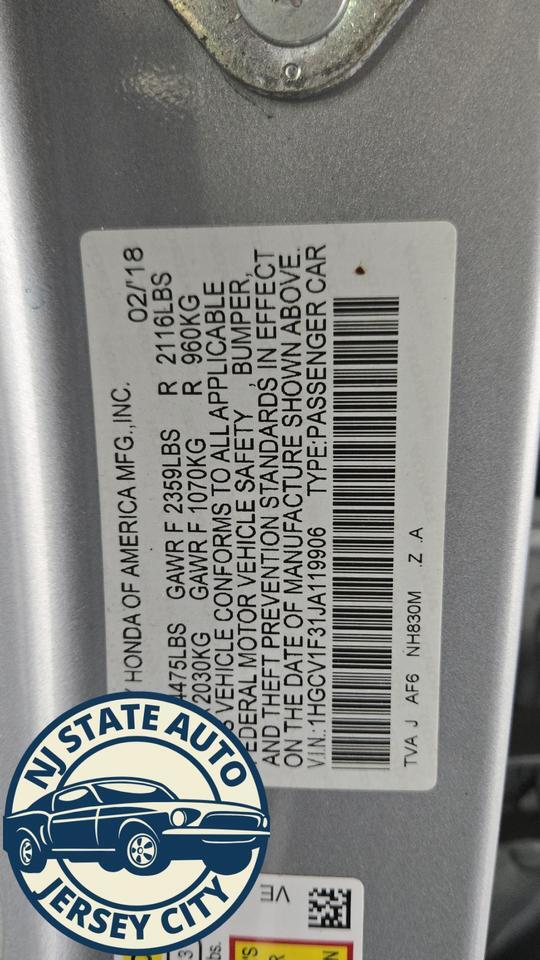 HONDA OF AMERICA MFG.,INC. 02/'18
4475LBS GAWR F 2359LBS R 2116LBS
2030KG GAWR F 1070KG R 960KG
VEHICLE CONFORMS TO ALL APPLICABLE
FEDERAL MOTOR VEHICLE SAFETY , BUMPER,
AND THEFT PREVENTION STANDARDS IN EFFECT
ON THE DATE OF MANUFACTURE SHOWN ABOVE.
V.I.N.:1HGCV1F31JA119906 TYPE:PASSENGER CAR
TVA J AF6 NH830M .Z .A
NJ STATE AUTO
JERSEY CITY